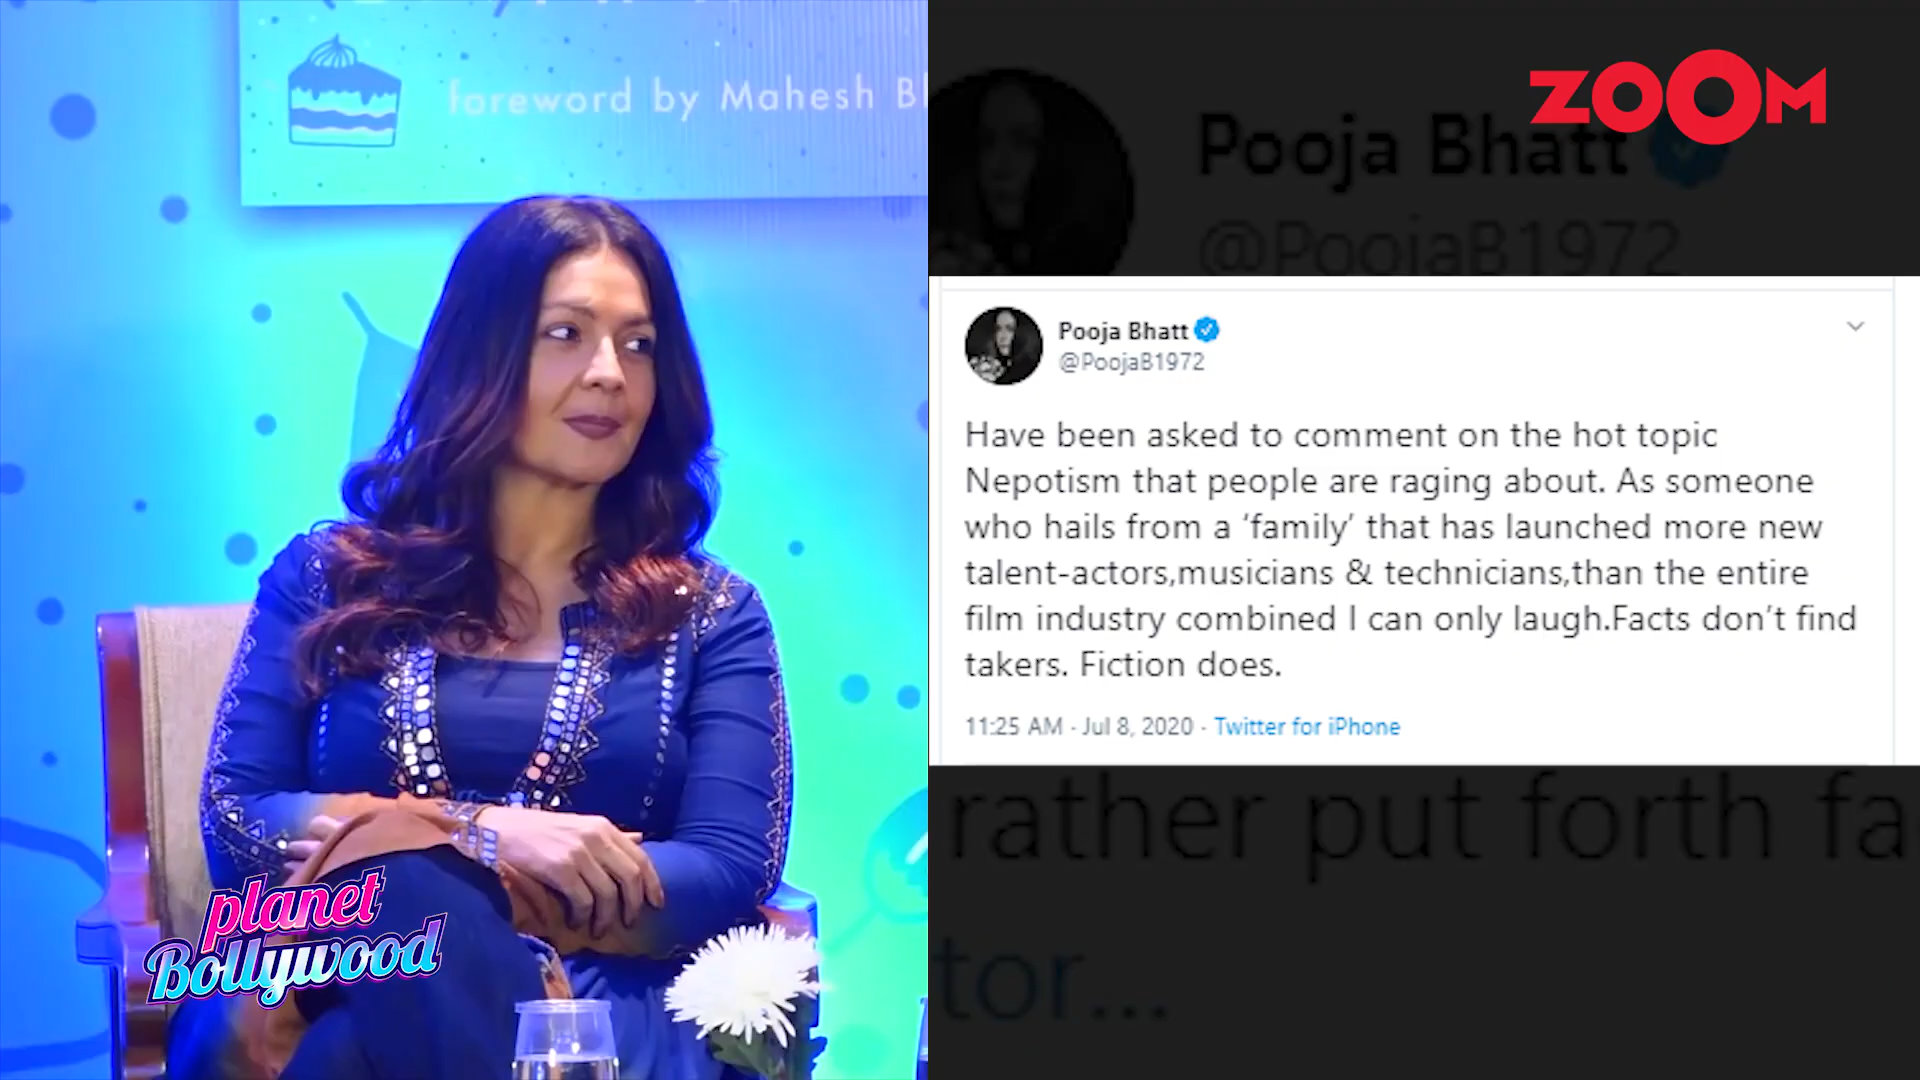 foreword by Mahesh
planet
Bollywood
ZOOM
Pooja Bhatt
@PoojaB1972
Pooja Bhatt
@PoojaB1972
Have been asked to comment on the hot topic
Nepotism that people are raging about. As someone
who hails from a ‘family’ that has launched more new
talent-actors,musicians & technicians,than the entire
film industry combined I can only laugh.Facts don’t find
takers. Fiction does.
11:25 AM · Jul 8, 2020 · Twitter for iPhone
rather put forth